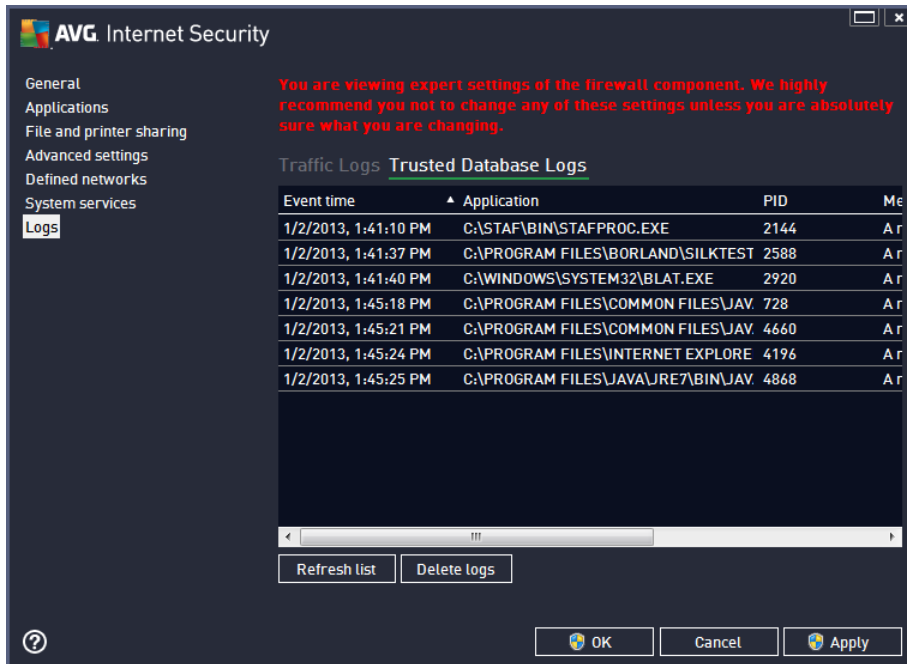 AVG. Internet Security
General
Applications
File and printer sharing
Advanced settings
Defined networks
System services
Logs
You are viewing expert settings of the firewall component. We highly
recommend you not to change any of these settings unless you are absolutely
sure what you are changing.
Traffic Logs Trusted Database Logs
Event time Application PID Me
1/2/2013, 1:41:10 PM C:\STAF\BIN\STAFPROC.EXE 2144 A r
1/2/2013, 1:41:37 PM C:\PROGRAM FILES\BORLAND\SILKTEST 2588 A r
1/2/2013, 1:41:40 PM C:\WINDOWS\SYSTEM32\BLAT.EXE 2920 A r
1/2/2013, 1:45:18 PM C:\PROGRAM FILES\COMMON FILES\JAV. 728 A r
1/2/2013, 1:45:21 PM C:\PROGRAM FILES\COMMON FILES\JAV. 4660 A r
1/2/2013, 1:45:24 PM C:\PROGRAM FILES\INTERNET EXPLORE 4196 A r
1/2/2013, 1:45:25 PM C:\PROGRAM FILES\JAVA\JRE7\BIN\JAV. 4868 A r
Refresh list Delete logs
? OK Cancel Apply